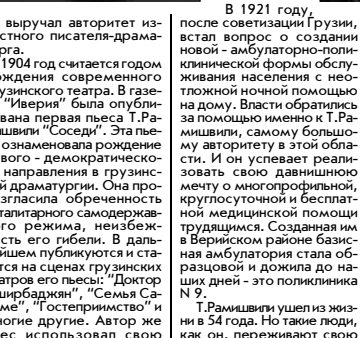 выручал авторитет из-
стного писателя-драма-
рга.
1904 год считается годом
ждения современного
узинского театра. В газе-
"Иверия" была опубли-
вана первая пьеса Т.Ра-
ишвили "Соседи". Эта пье-
ознаменовала рождение
вого - демократическо-
направления в грузинс-
й драматургии. Она про-
згласила обреченность
талитарного самодержав-
го режима, неизбеж-
сть его гибели. В даль-
йшем публикуются и ста-
тся на сценах грузинских
атров его пьесы: "Доктор
ширбаджян", "Семья Са-
ме", "Гостеприимство" и
ногие другие. Автор же
ес использовал свою
В 1921 году,
после советизации Грузии,
встал вопрос о создании
новой - амбулаторно-поли-
клинической формы обслу-
живания населения с нео-
тложной ночной помощью
на дому. Власти обратились
за помощью именно к Т.Ра-
мишвили, самому большо-
му авторитету в этой обла-
сти. И он успевает реали-
зовать свою давнишнюю
мечту о многопрофильной,
круглосуточной и бесплат-
ной медицинской помощи
трудящимся. Созданная им
в Верийском районе базис-
ная амбулатория стала об-
разцовой и дожила до на-
ших дней - это поликлиника
N 9.
Т.Рамишвили ушел из жиз-
ни в 54 года. Но такие люди,
как он, переживают свою